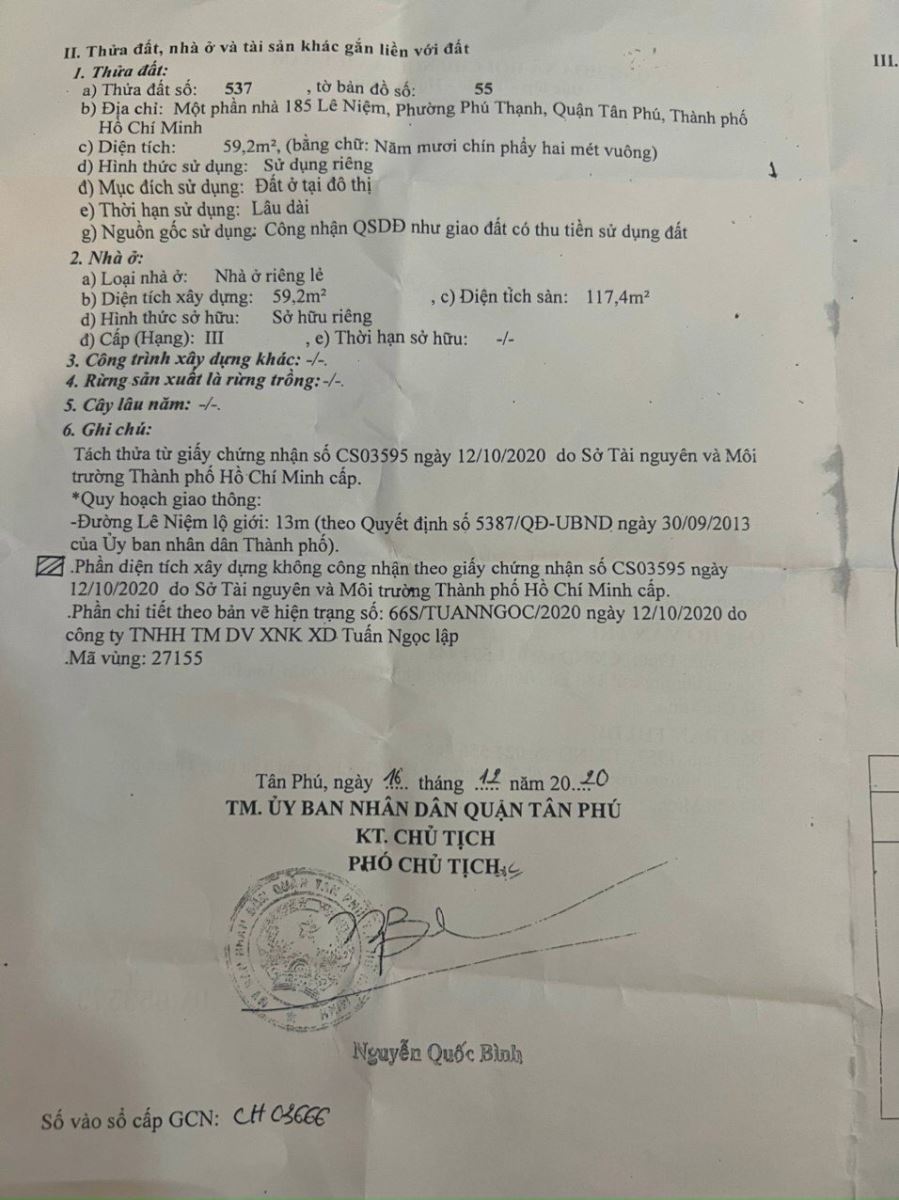 II. Thửa đất, nhà ở và tài sản khác gắn liền với đất
III.
1. Thửa đất:
a) Thửa đất số: 537 , tờ bản đồ số: 55
b) Địa chỉ: Một phần nhà 185 Lê Niệm, Phường Phú Thạnh, Quận Tân Phú, Thành phố
Hồ Chí Minh
c) Diện tích: 59,2m², (bằng chữ: Năm mươi chín phẩy hai mét vuông)
d) Hình thức sử dụng: Sử dụng riêng
đ) Mục đích sử dụng: Đất ở tại đô thị
e) Thời hạn sử dụng: Lâu dài
g) Nguồn gốc sử dụng: Công nhận QSDĐ như giao đất có thu tiền sử dụng đất
2. Nhà ở:
a) Loại nhà ở: Nhà ở riêng lẻ
b) Diện tích xây dựng: 59,2m² , c) Diện tích sàn: 117,4m²
d) Hình thức sở hữu: Sở hữu riêng
đ) Cấp (Hạng): III , e) Thời hạn sở hữu: -/-
3. Công trình xây dựng khác: -/-.
4. Rừng sản xuất là rừng trồng: -/-.
5. Cây lâu năm: -/-.
6. Ghi chú:
Tách thửa từ giấy chứng nhận số CS03595 ngày 12/10/2020 do Sở Tài nguyên và Môi
trường Thành phố Hồ Chí Minh cấp.
*Quy hoạch giao thông:
-Đường Lê Niệm lộ giới: 13m (theo Quyết định số 5387/QĐ-UBND ngày 30/09/2013
của Ủy ban nhân dân Thành phố).
.Phần diện tích xây dựng không công nhận theo giấy chứng nhận số CS03595 ngày
12/10/2020 do Sở Tài nguyên và Môi trường Thành phố Hồ Chí Minh cấp.
.Phần chi tiết theo bản vẽ hiện trạng số: 66S/TUANNGOC/2020 ngày 12/10/2020 do
công ty TNHH TM DV XNK XD Tuấn Ngọc lập
.Mã vùng: 27155
Tân Phú, ngày 16 tháng 12 năm 20...20
TM. ỦY BAN NHÂN DÂN QUẬN TÂN PHÚ
KT. CHỦ TỊCH
PHÓ CHỦ TỊCH
Nguyễn Quốc Bình
Số vào sổ cấp GCN: CH 03666